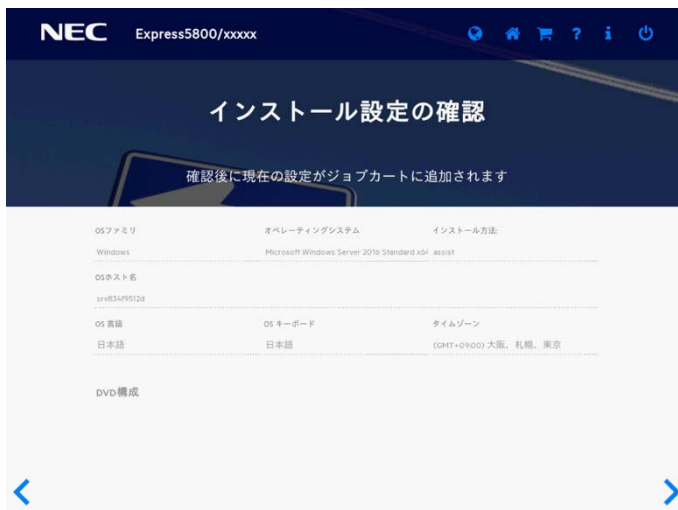 NEC Express5800/xxxxx
インストール設定の確認
確認後に現在の設定がジョブカートに追加されます
OSファミリ オペレーティングシステム インストール方法:
Windows Microsoft Windows Server 2016 Standard x64 assist
OSホスト名
srv834f9512d
OS 言語 OS キーボード タイムゾーン
日本語 日本語 (GMT+09:00) 大阪、札幌、東京
DVD構成